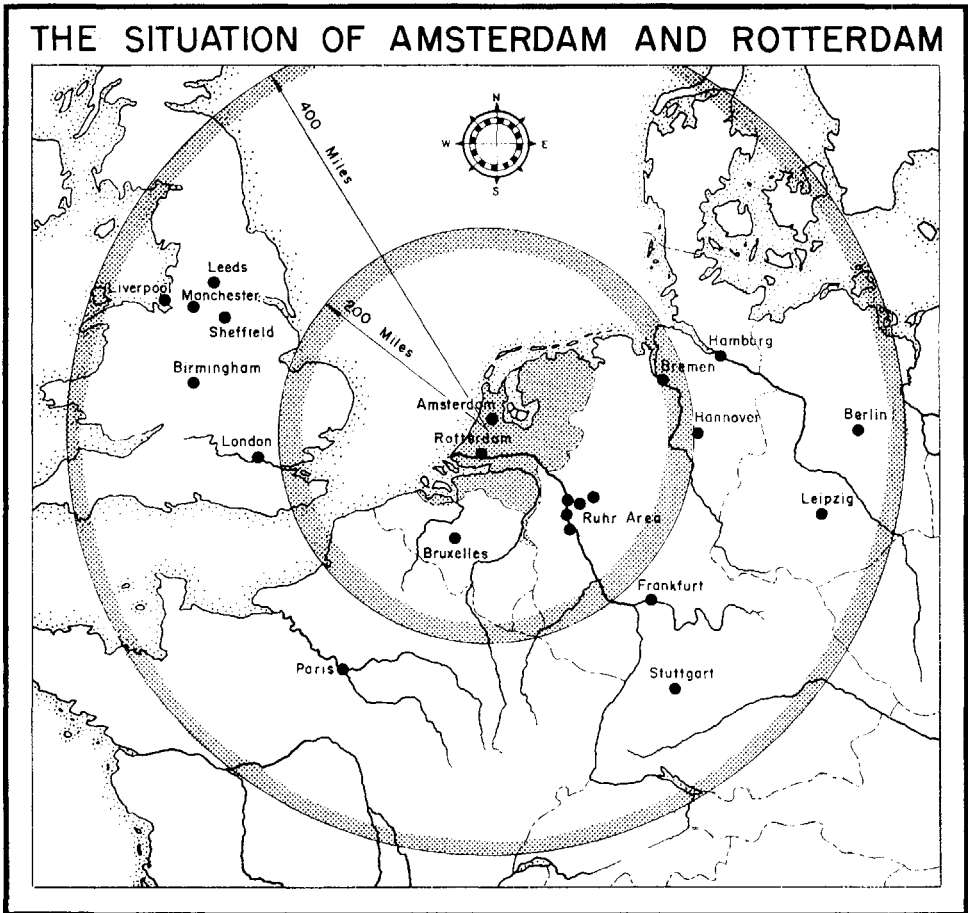 THE SITUATION OF AMSTERDAM AND ROTTERDAM
400 Miles
N
W E
S
Leeds
Liverpool
Manchester
Sheffield
200 Miles
Hamburg
Birmingham
Bremen
Amsterdam
Hannover
Berlin
Rotterdam
London
Leipzig
Ruhr Area
Bruxelles
Frankfurt
Paris
Stuttgart